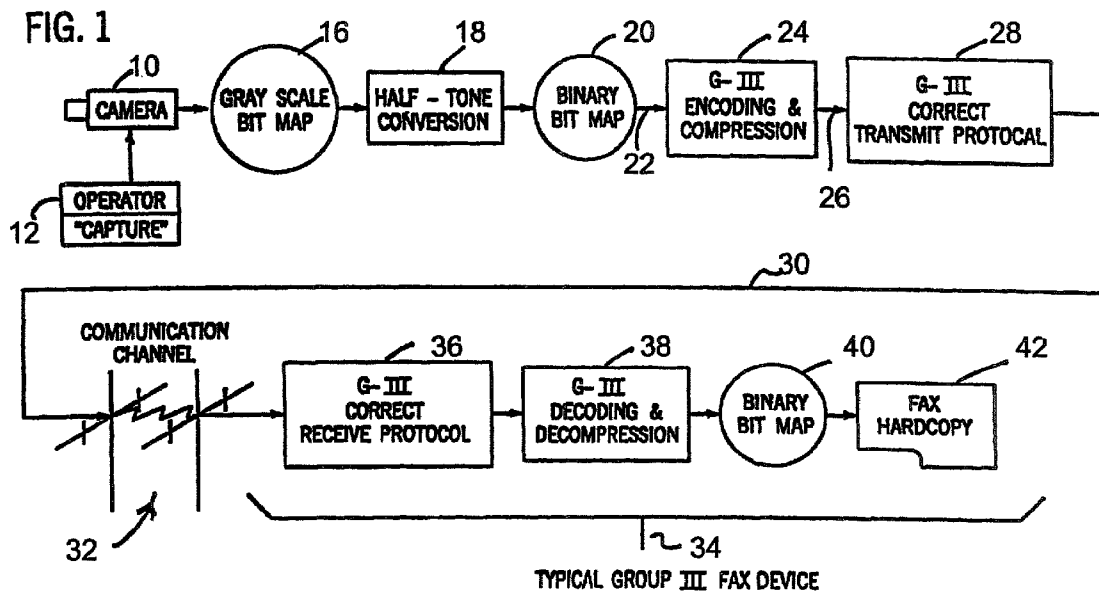 FIG. 1
10
CAMERA
12
OPERATOR
"CAPTURE"
16
GRAY SCALE
BIT MAP
18
HALF - TONE
CONVERSION
20
BINARY
BIT MAP
22
24
G-III
ENCODING &
COMPRESSION
26
28
G-III
CORRECT
TRANSMIT PROTOCAL
30
COMMUNICATION
CHANNEL
32
36
G-III
CORRECT
RECEIVE PROTOCOL
38
G-III
DECODING &
DECOMPRESSION
40
BINARY
BIT MAP
42
FAX
HARDCOPY
34
TYPICAL GROUP III FAX DEVICE